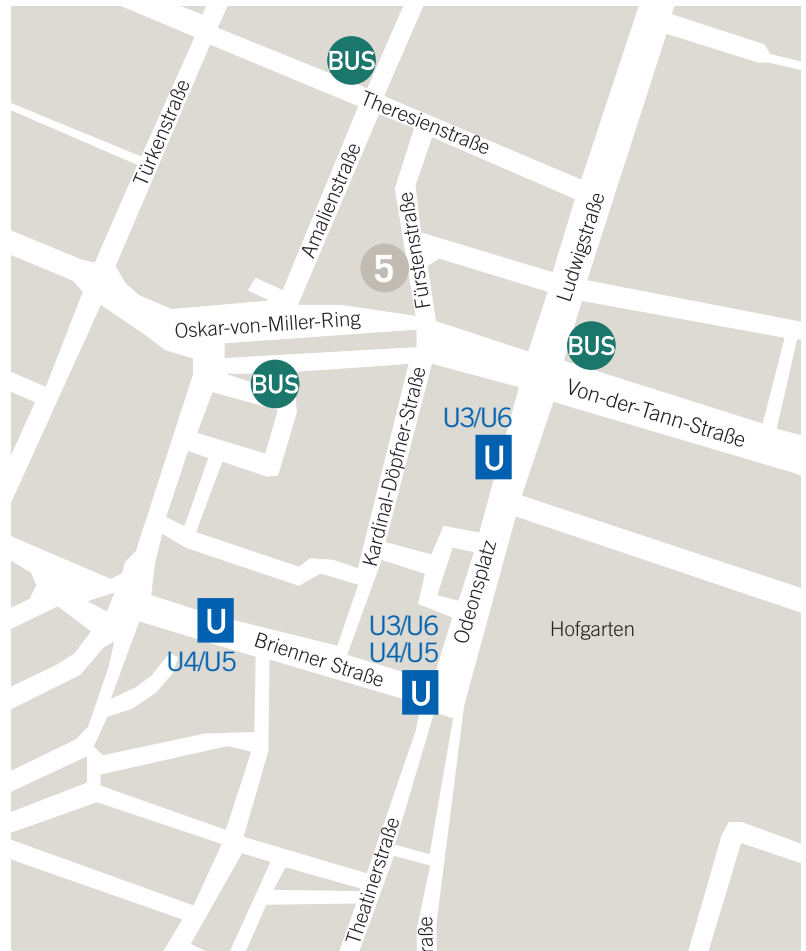 BUS
Theresienstraße
Türkenstraße
Amalienstraße
Fürstenstraße
Ludwigstraße
5
Oskar-von-Miller-Ring
BUS
BUS
Von-der-Tann-Straße
Kardinal-Döpfner-Straße
U3/U6
U
Odeonsplatz
Hofgarten
U
U4/U5
Brienner Straße
U3/U6
U4/U5
U
Theatinerstraße
raße